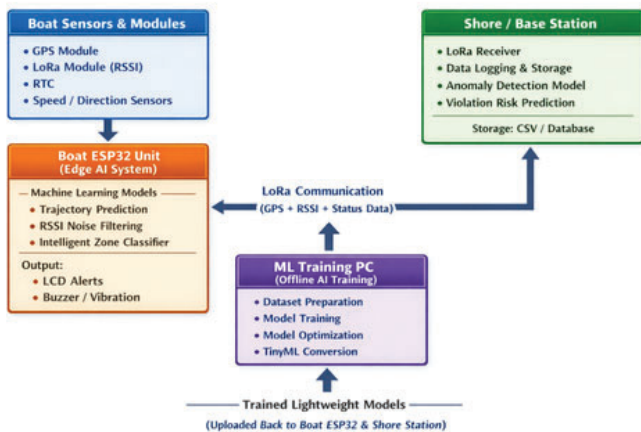 Boat Sensors & Modules
• GPS Module
• LoRa Module (RSSI)
• RTC
• Speed / Direction Sensors
Shore / Base Station
• LoRa Receiver
• Data Logging & Storage
• Anomaly Detection Model
• Violation Risk Prediction
Storage: CSV / Database
Boat ESP32 Unit
(Edge AI System)
Machine Learning Models
• Trajectory Prediction
• RSSI Noise Filtering
• Intelligent Zone Classifier
Output:
• LCD Alerts
• Buzzer / Vibration
LoRa Communication
(GPS + RSSI + Status Data)
ML Training PC
(Offline AI Training)
• Dataset Preparation
• Model Training
• Model Optimization
• TinyML Conversion
Trained Lightweight Models
(Uploaded Back to Boat ESP32 & Shore Station)